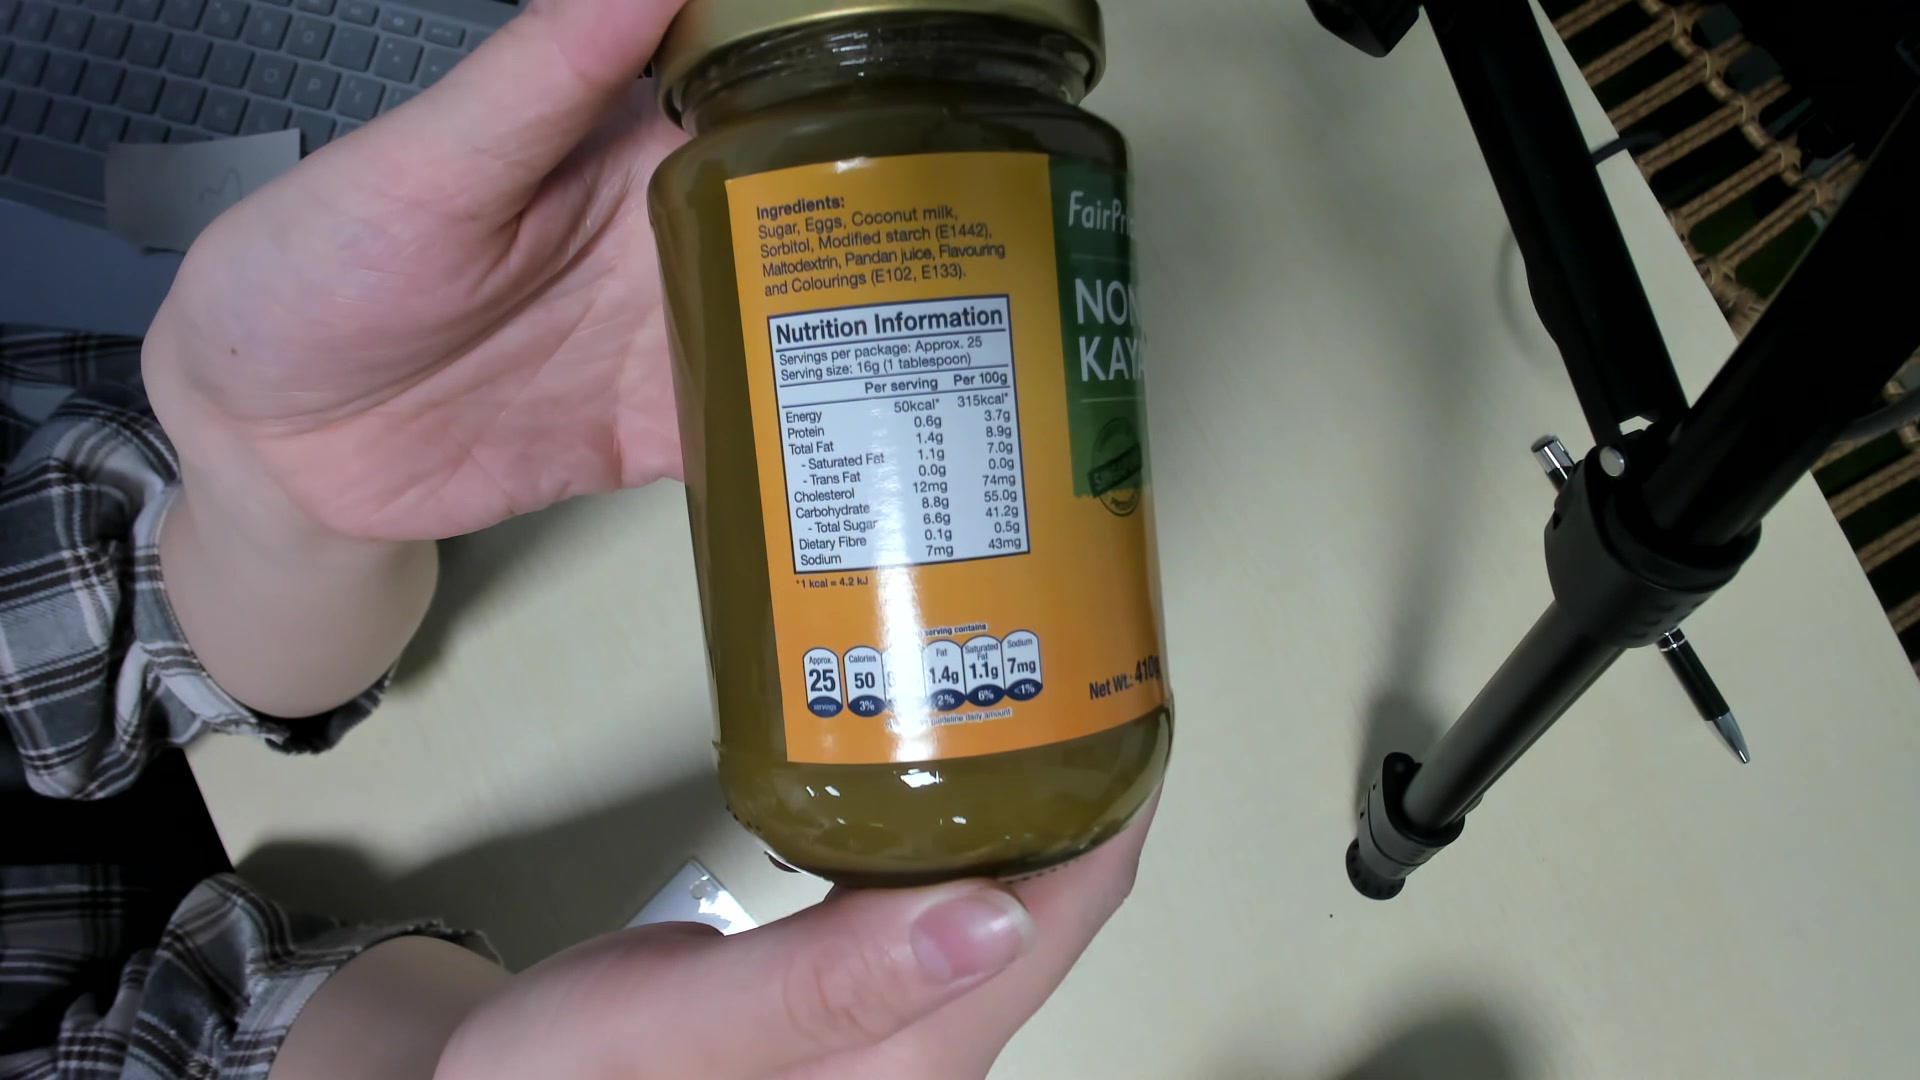 Ingredients:
Sugar, Eggs, Coconut milk,
Sorbitol, Modified starch (E1442),
Maltodextrin, Pandan juice, Flavouring
and Colourings (E102, E133).
Nutrition Information
Servings per package: Approx. 25
Serving size: 16g (1 tablespoon)
Per serving Per 100g
Energy 50kcal* 315kcal*
Protein 0.6g 3.7g
Total Fat 1.4g 8.9g
- Saturated Fat 1.1g 7.0g
- Trans Fat 0.0g 0.0g
Cholesterol 12mg 74mg
Carbohydrate 8.8g 55.0g
- Total Sugar 6.6g 41.2g
Dietary Fibre 0.1g 0.5g
Sodium 7mg 43mg
*1 kcal = 4.2 kJ
serving contains
Approx. 25 servings
Calories 50 3%
Fat 1.4g 2%
Saturated Fat 1.1g 6%
Sodium 7mg <1%
guideline daily amount
FairPri
NON
KAYA
Net Wt.: 410g